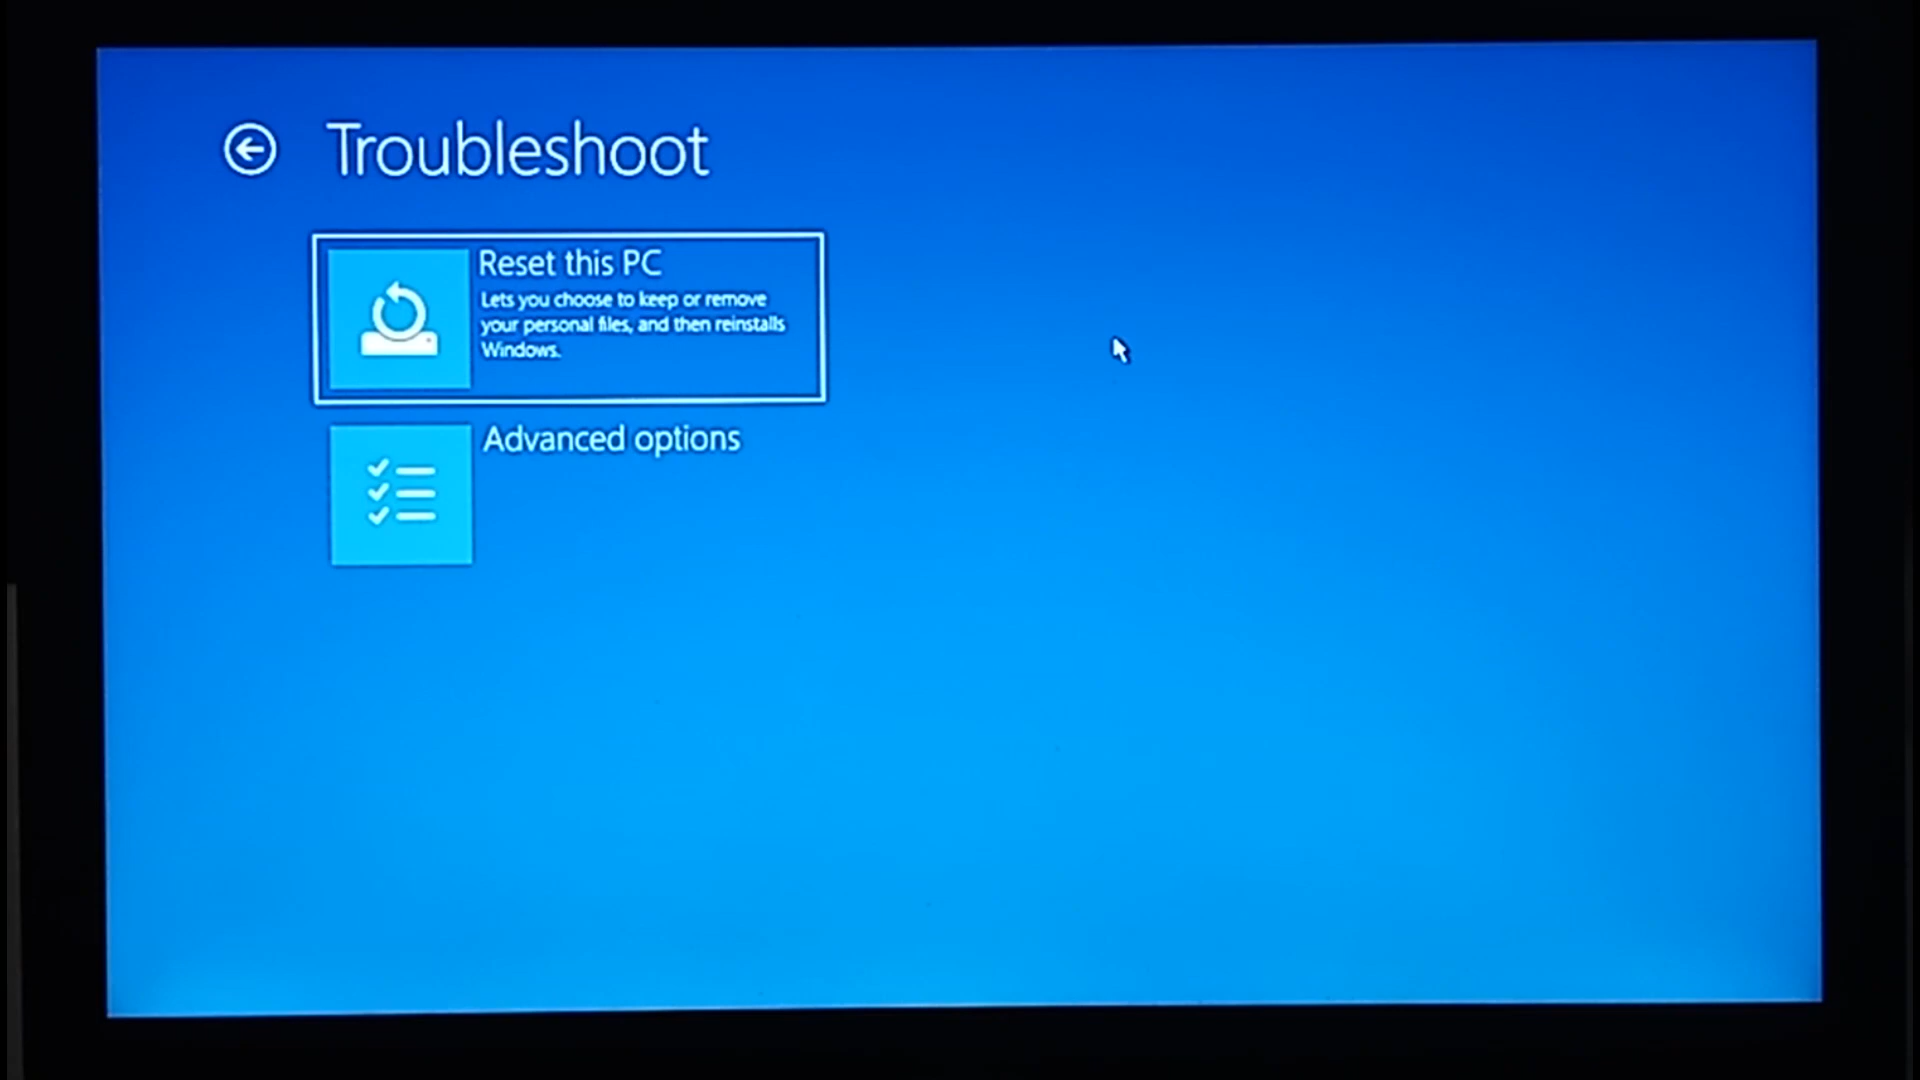 Troubleshoot
Reset this PC
Lets you choose to keep or remove
your personal files, and then reinstalls
Windows.
Advanced options